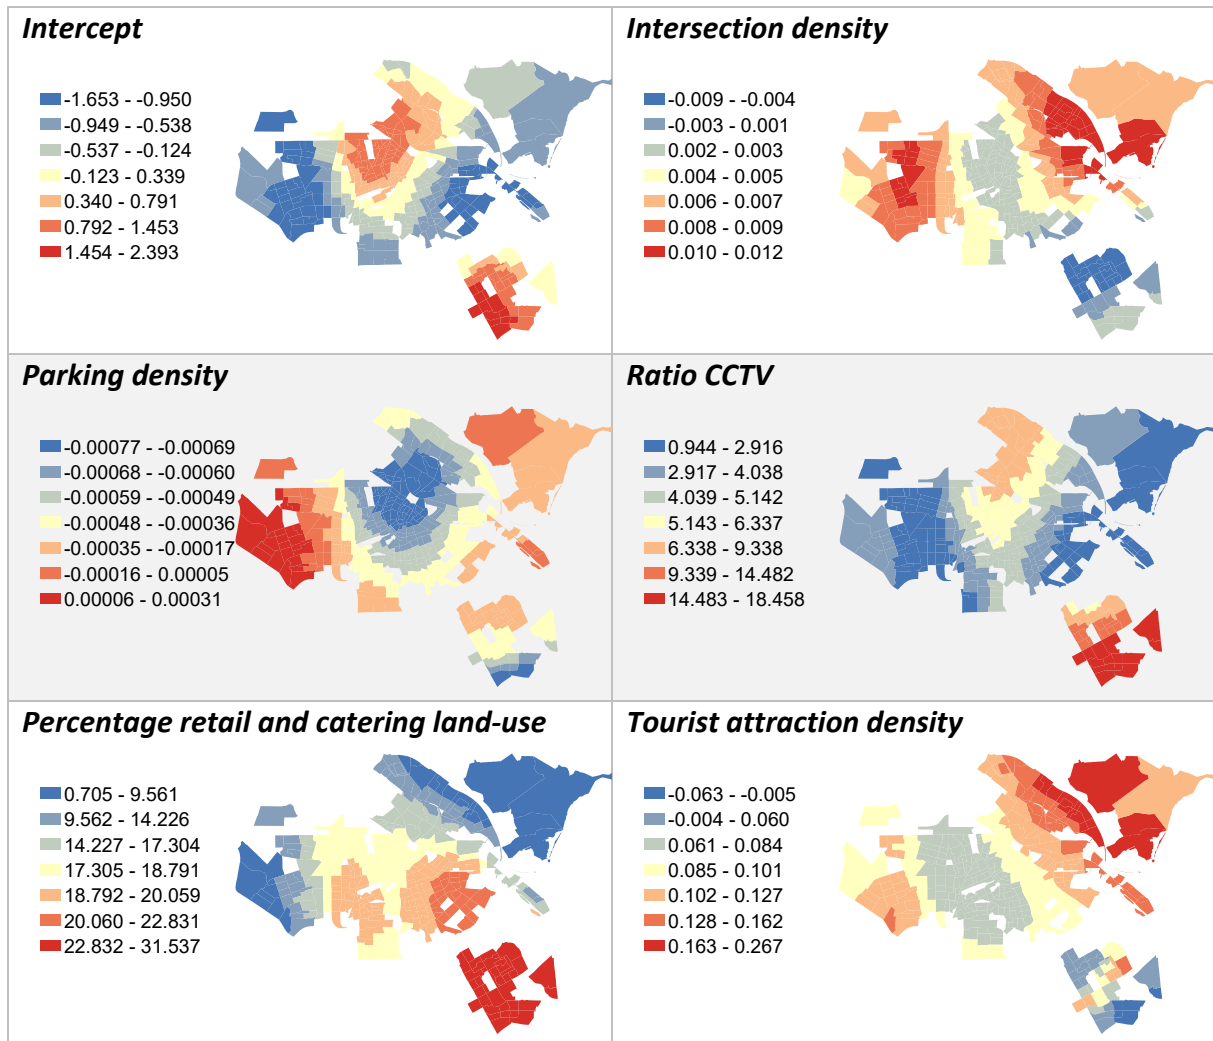 Intercept
-1.653 - -0.950
-0.949 - -0.538
-0.537 - -0.124
-0.123 - 0.339
0.340 - 0.791
0.792 - 1.453
1.454 - 2.393
Intersection density
-0.009 - -0.004
-0.003 - 0.001
0.002 - 0.003
0.004 - 0.005
0.006 - 0.007
0.008 - 0.009
0.010 - 0.012
Parking density
-0.00077 - -0.00069
-0.00068 - -0.00060
-0.00059 - -0.00049
-0.00048 - -0.00036
-0.00035 - -0.00017
-0.00016 - 0.00005
0.00006 - 0.00031
Ratio CCTV
0.944 - 2.916
2.917 - 4.038
4.039 - 5.142
5.143 - 6.337
6.338 - 9.338
9.339 - 14.482
14.483 - 18.458
Percentage retail and catering land-use
0.705 - 9.561
9.562 - 14.226
14.227 - 17.304
17.305 - 18.791
18.792 - 20.059
20.060 - 22.831
22.832 - 31.537
Tourist attraction density
-0.063 - -0.005
-0.004 - 0.060
0.061 - 0.084
0.085 - 0.101
0.102 - 0.127
0.128 - 0.162
0.163 - 0.267